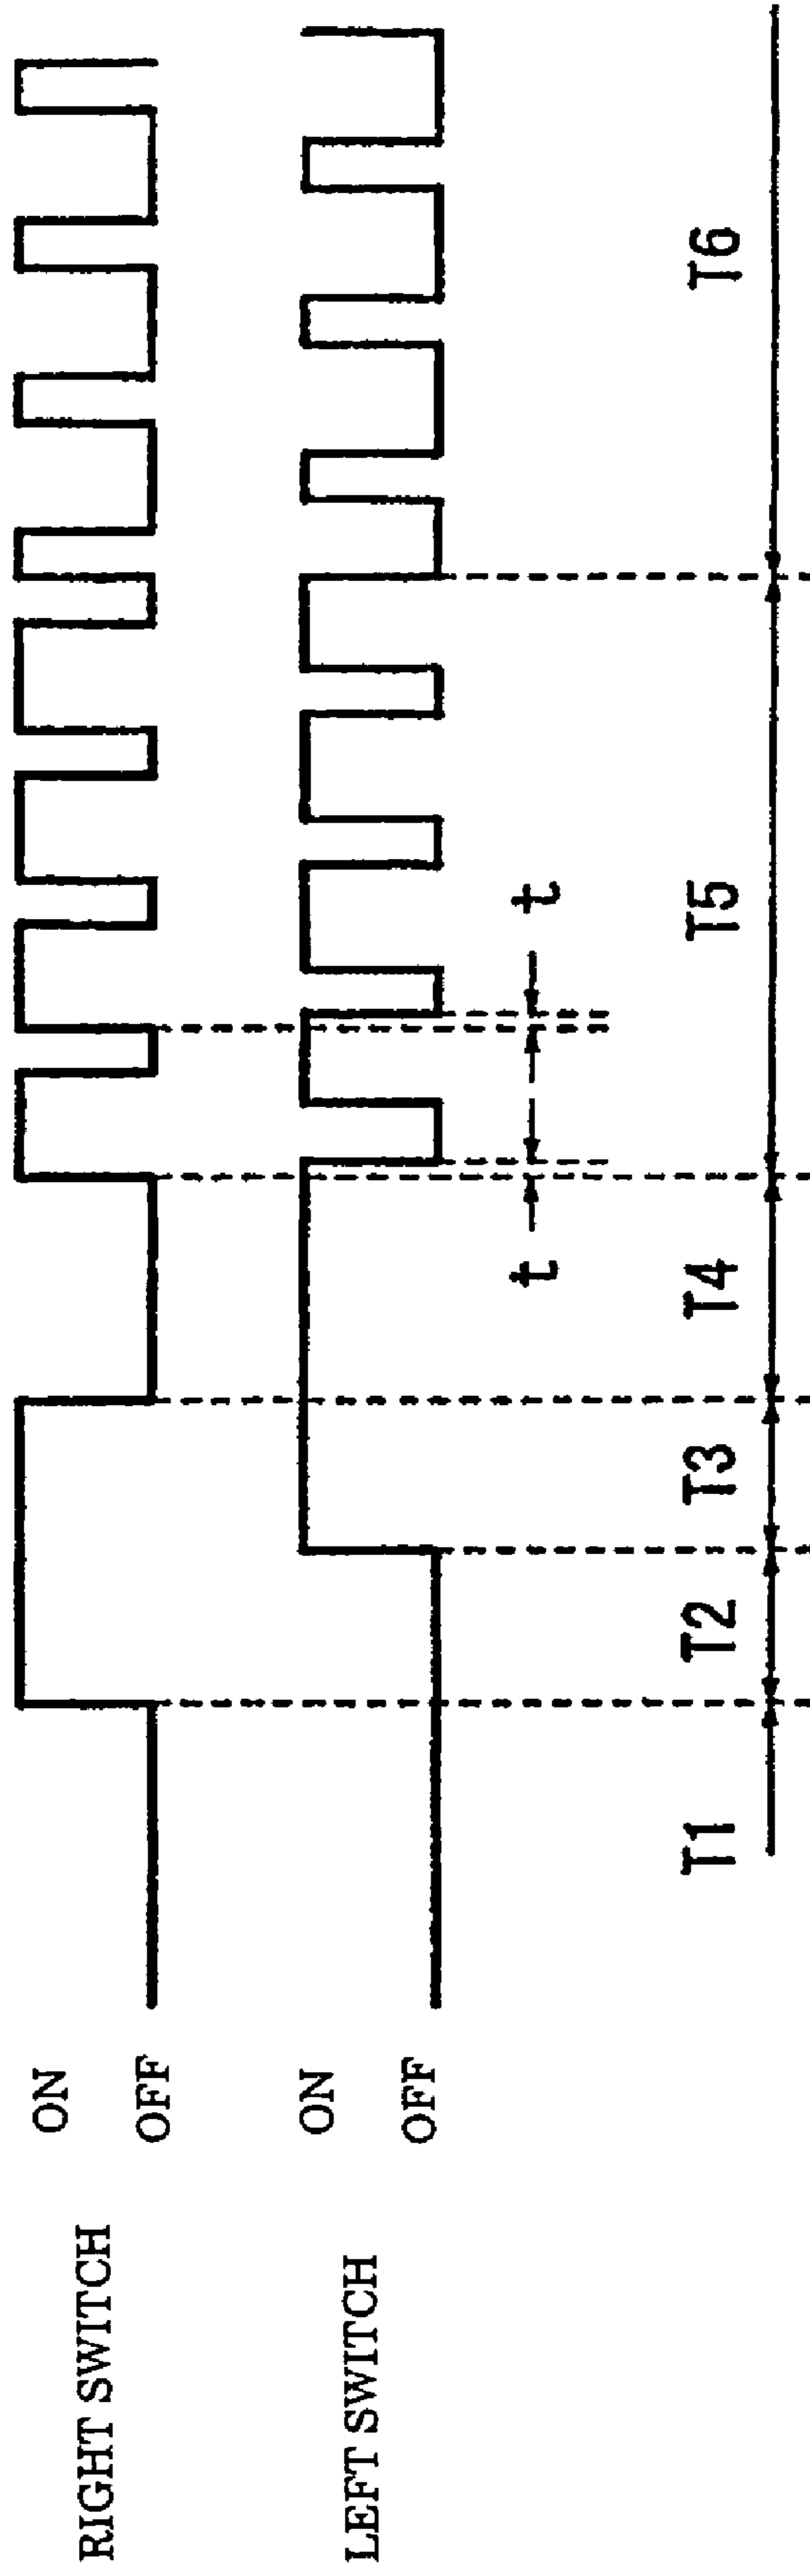 RIGHT SWITCH
ON
OFF
LEFT SWITCH
ON
OFF
t
t
T1
T2
T3
T4
T5
T6